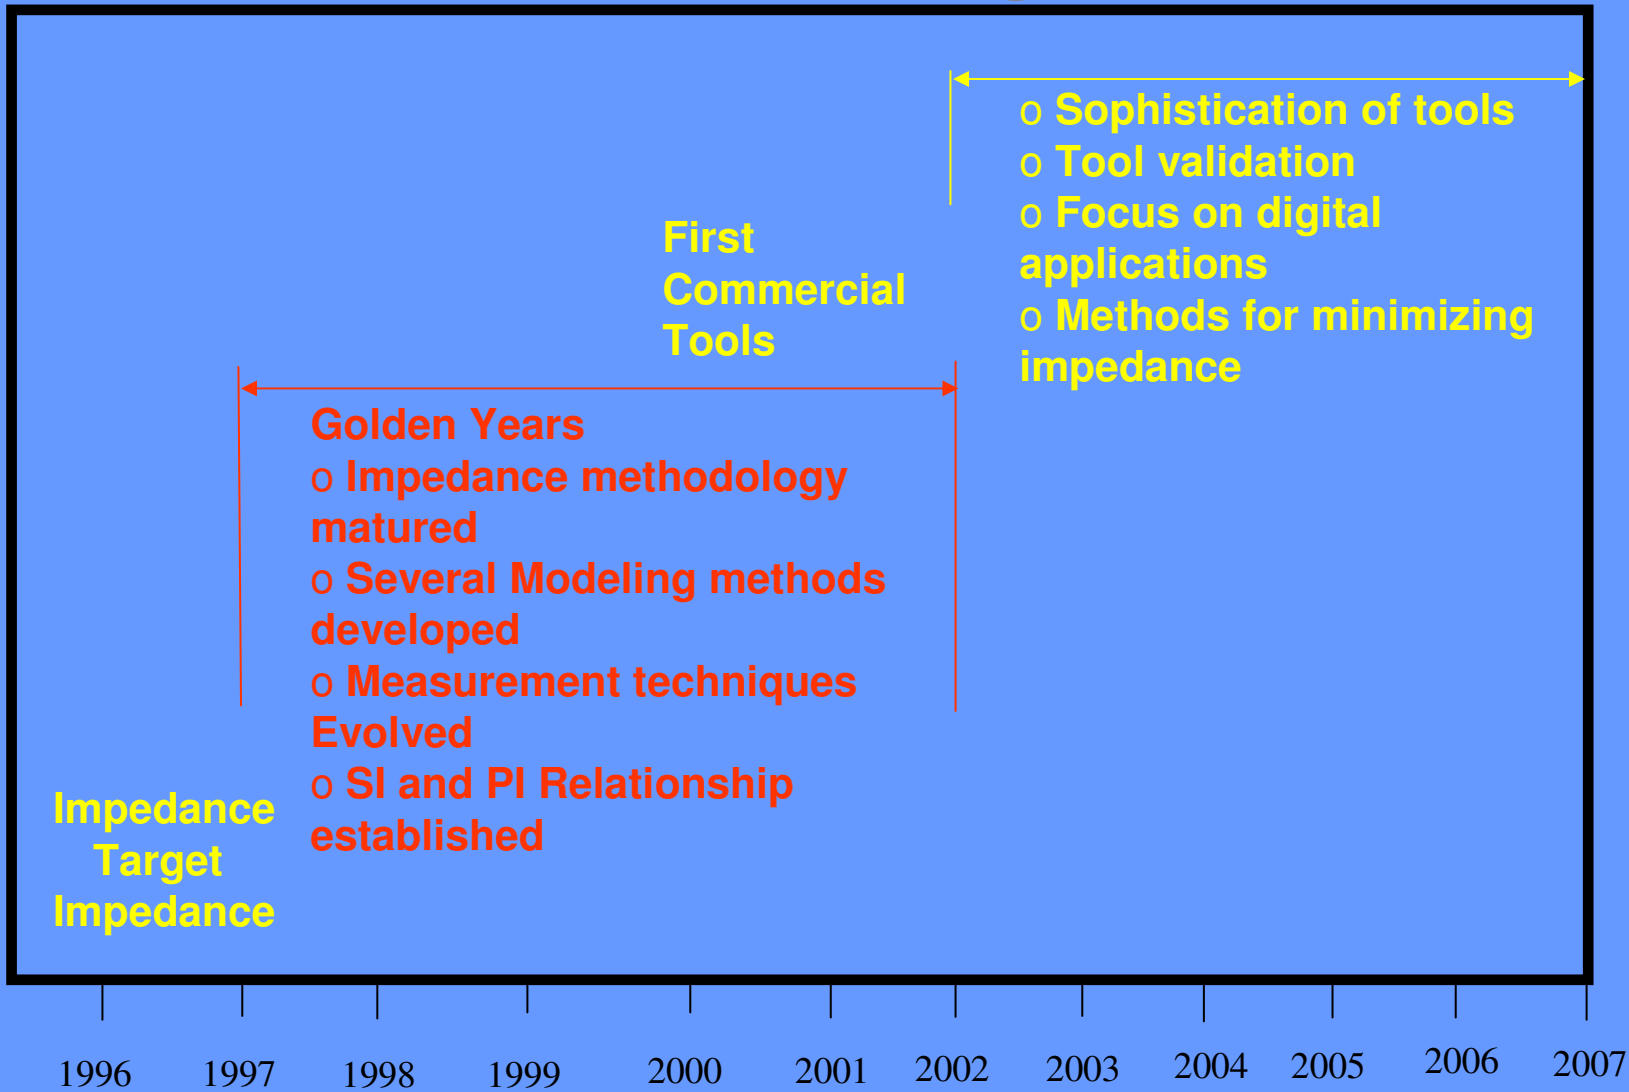 o Sophistication of tools
o Tool validation
o Focus on digital
applications
o Methods for minimizing
impedance
First
Commercial
Tools
Golden Years
o Impedance methodology
matured
o Several Modeling methods
developed
o Measurement techniques
Evolved
o SI and PI Relationship
established
Impedance
Target
Impedance
1996 1997 1998 1999 2000 2001 2002 2003 2004 2005 2006 2007